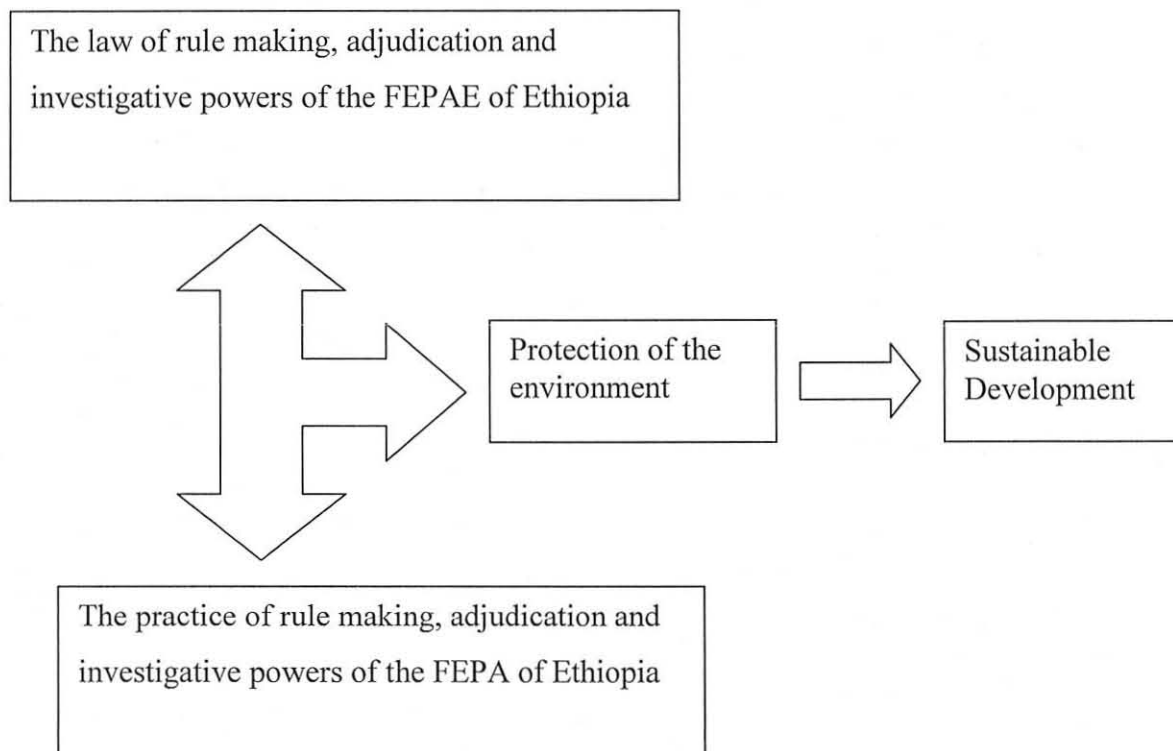 The law of rule making, adjudication and
investigative powers of the FEPAE of Ethiopia
Protection of the
environment
Sustainable
Development
The practice of rule making, adjudication and
investigative powers of the FEPA of Ethiopia